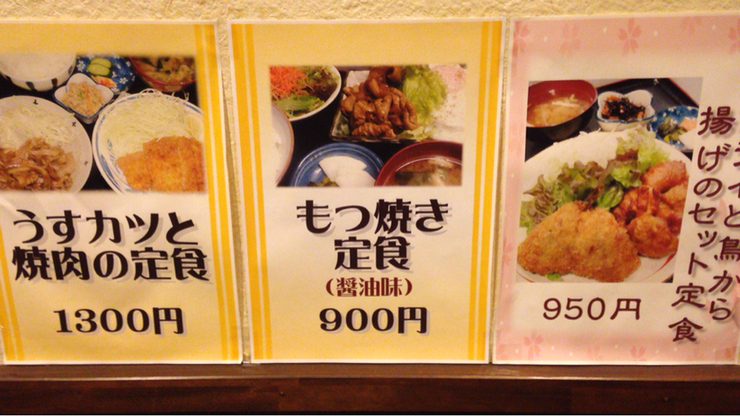 うすカツと
焼肉の定食
1300円
もつ焼き
定食
(醤油味)
900円
と鳥から
揚げのセット定食
950円